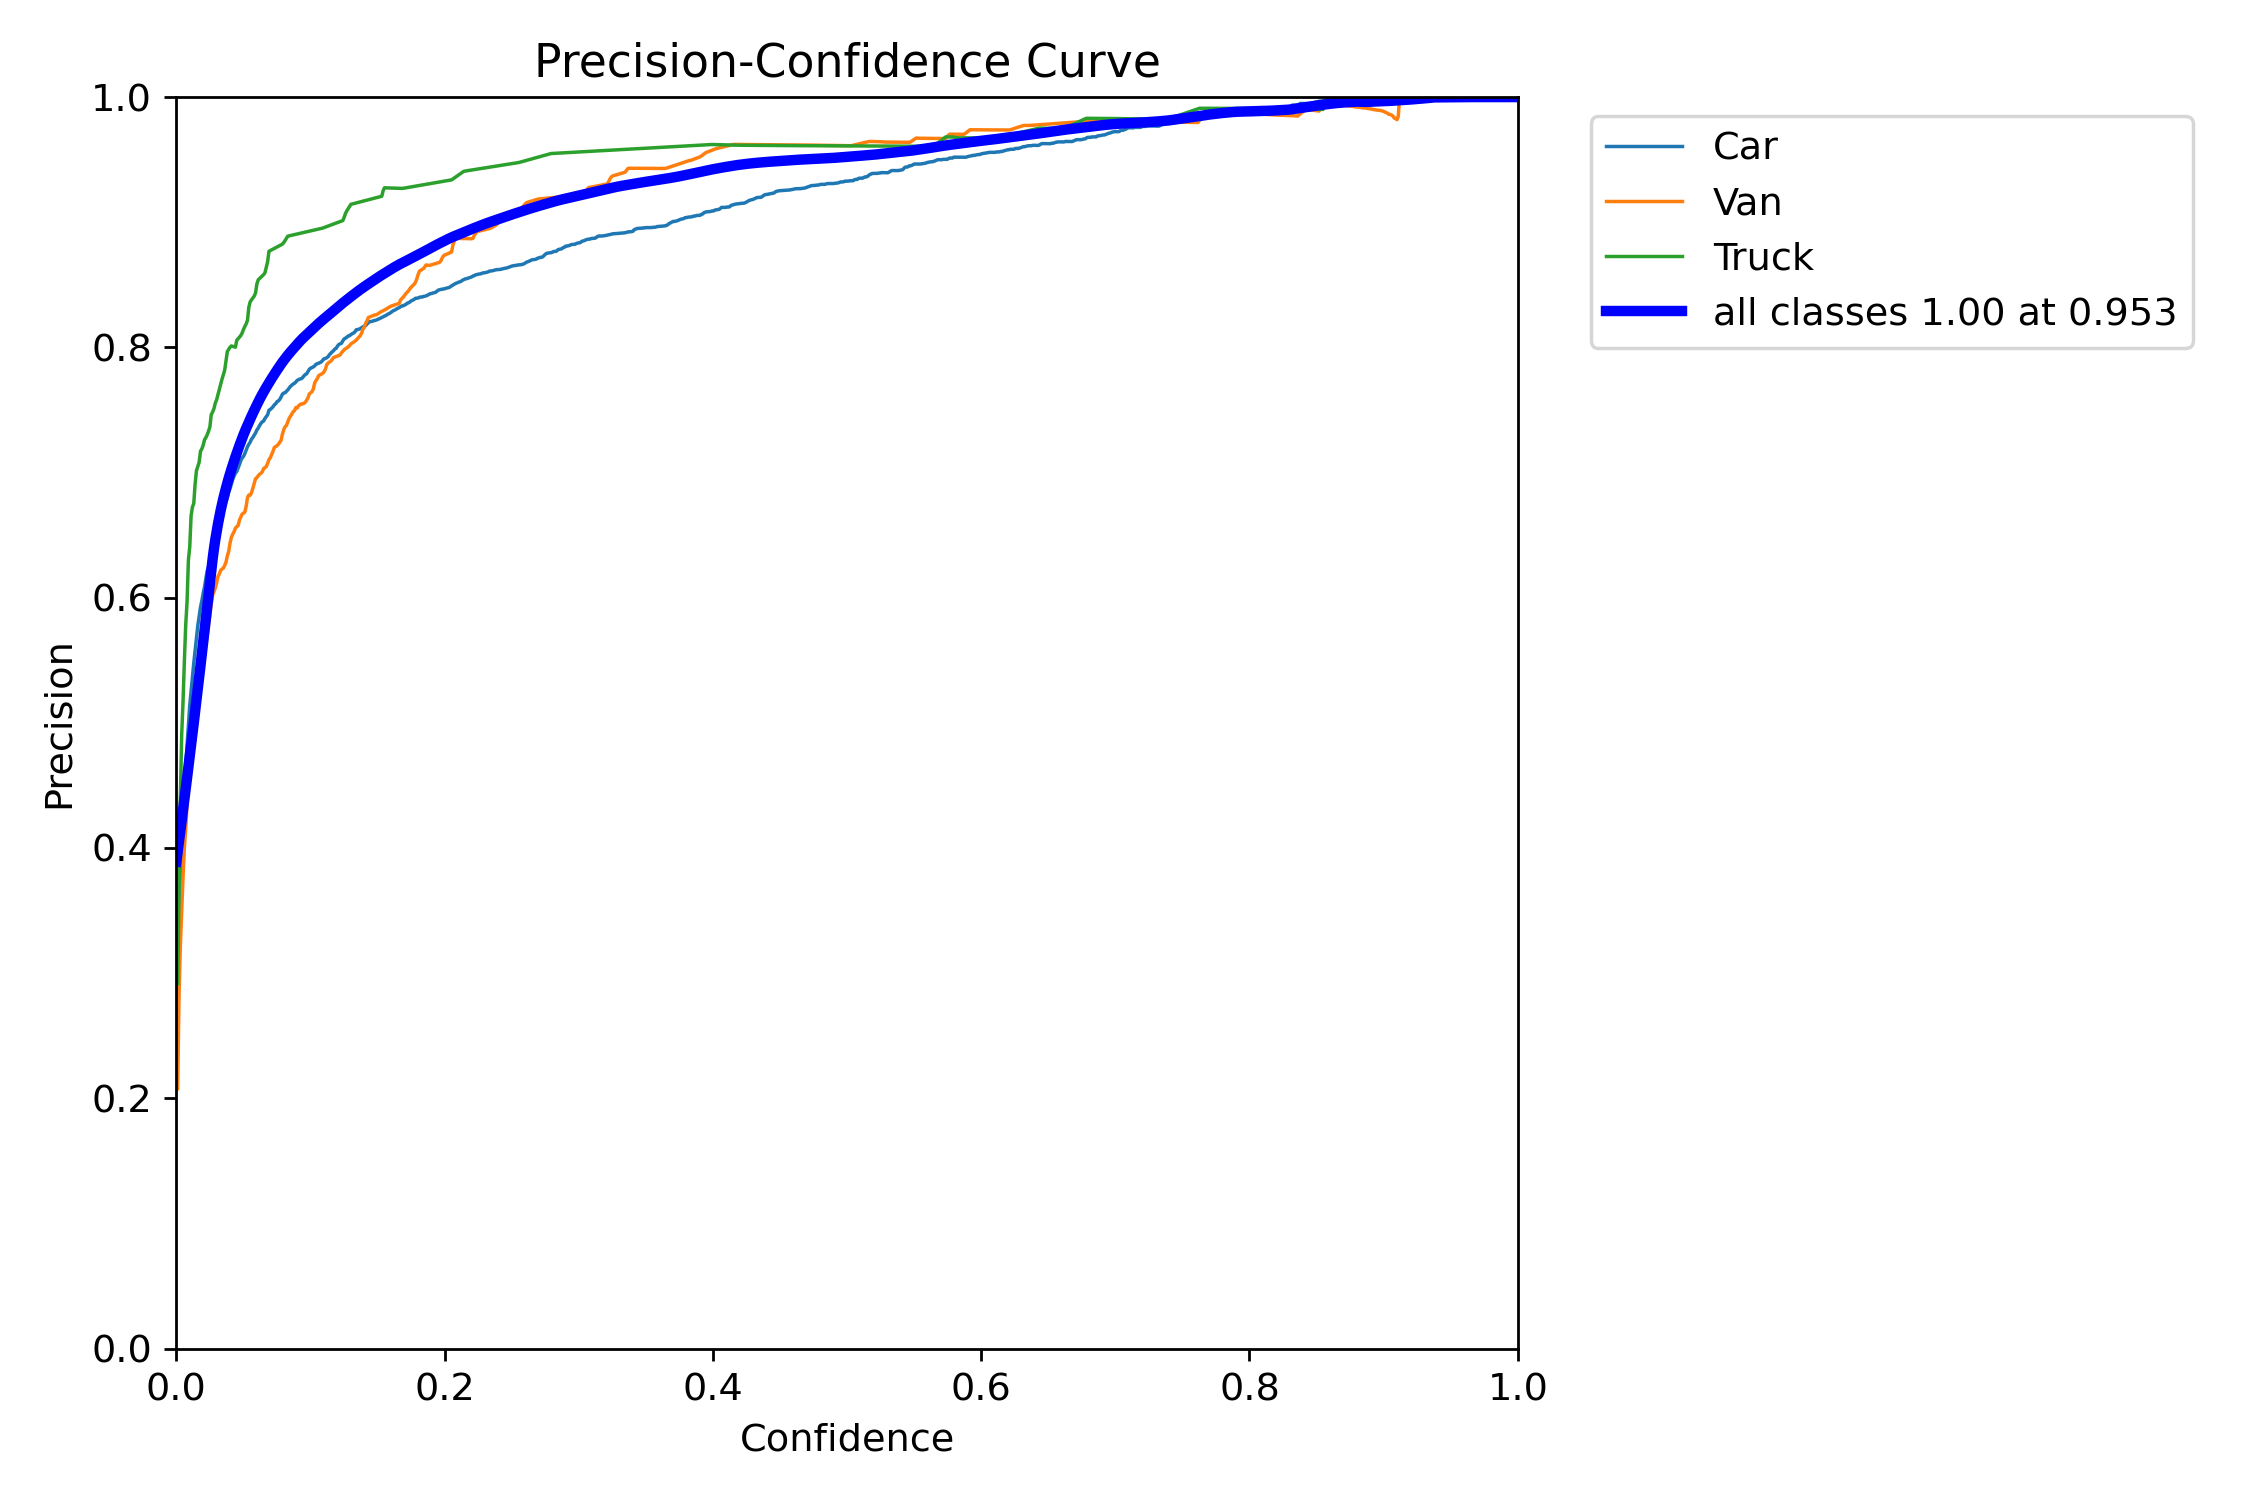 Precision-Confidence Curve
1.0
0.8
0.6
0.4
0.2
0.0
Precision
0.0 0.2 0.4 0.6 0.8 1.0
Confidence
Car
Van
Truck
all classes 1.00 at 0.953